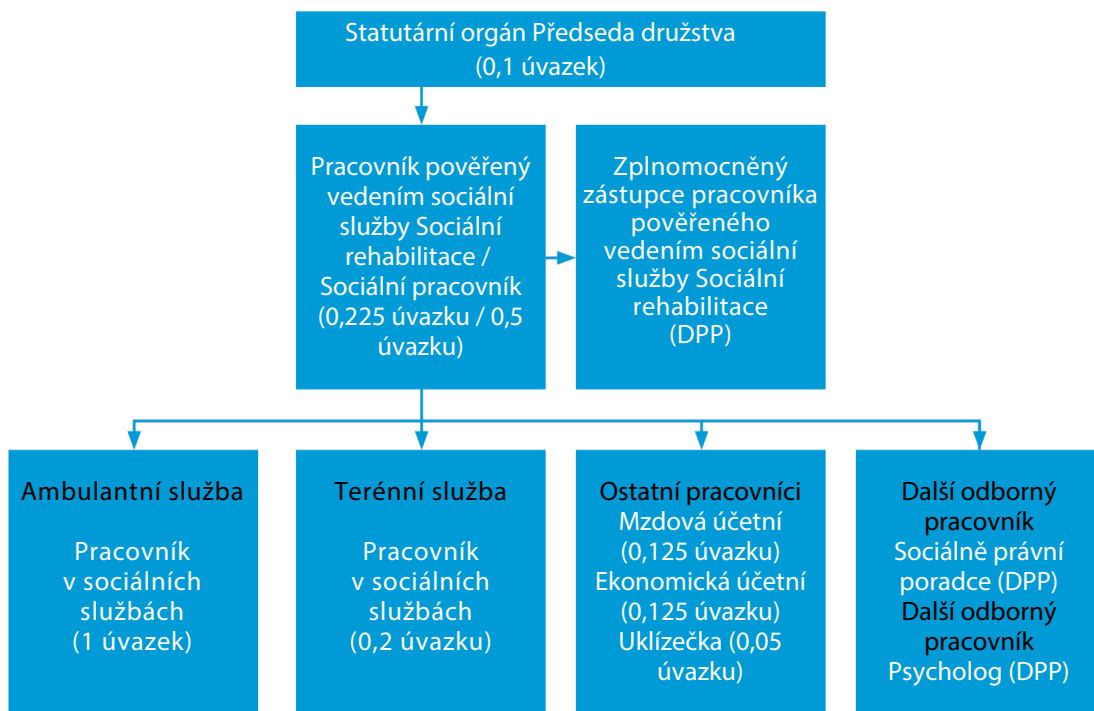 Statutární orgán Předseda družstva
(0,1 úvazek)
Pracovník pověřený
vedením sociální
služby Sociální
rehabilitace /
Sociální pracovník
(0,225 úvazku / 0,5
úvazku)
Zplnomocněný
zástupce pracovníka
pověřeného
vedením sociální
služby Sociální
rehabilitace
(DPP)
Ambulantní služba
Pracovník
v sociálních
službách
(1 úvazek)
Terénní služba
Pracovník
v sociálních
službách
(0,2 úvazku)
Ostatní pracovníci
Mzdová účetní
(0,125 úvazku)
Ekonomická účetní
(0,125 úvazku)
Uklízečka (0,05
úvazku)
Další odborný
pracovník
Sociálně právní
poradce (DPP)
Další odborný
pracovník
Psycholog (DPP)